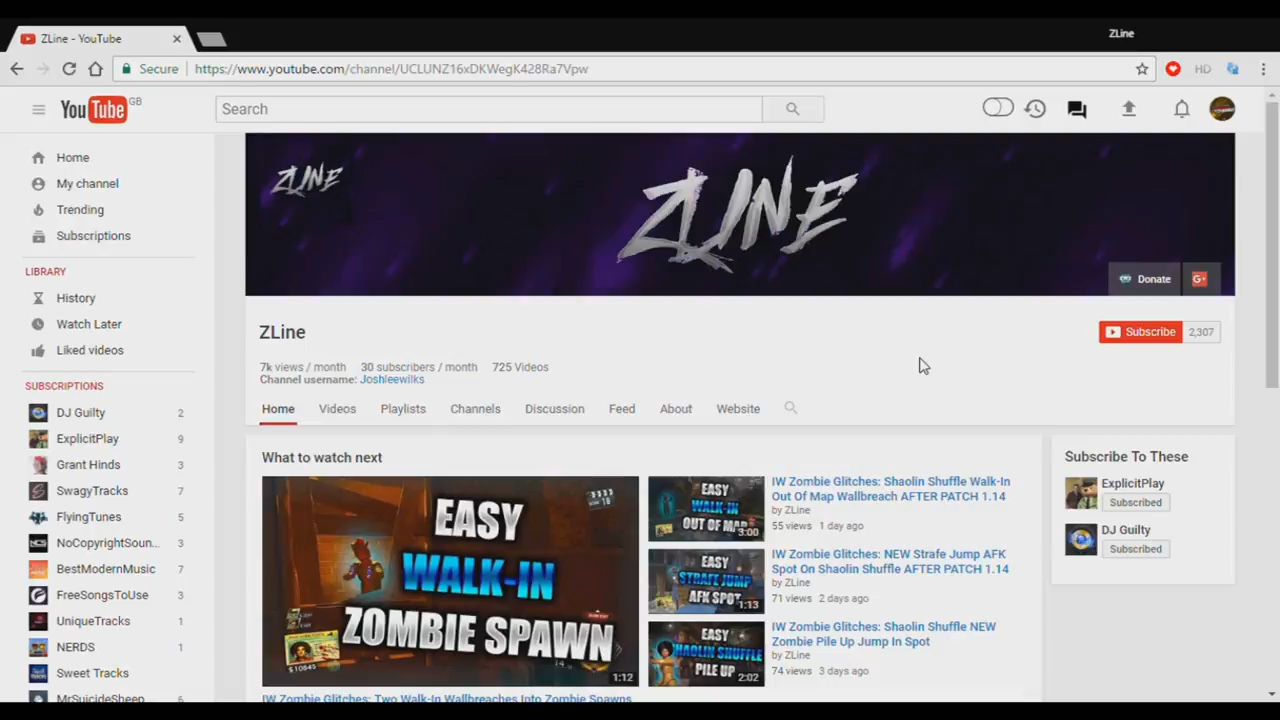 ZLine - YouTube
ZLine
Secure
https://www.youtube.com/channel/UCLUNZ16xDKWegK428Ra7Vpw
HD
YouTube GB
Search
Home
My channel
Trending
Subscriptions
LIBRARY
History
Watch Later
Liked videos
SUBSCRIPTIONS
DJ Guilty 2
ExplicitPlay 9
Grant Hinds 3
SwagyTracks 7
FlyingTunes 5
NoCopyrightSoun... 3
BestModernMusic 7
FreeSongsToUse 3
UniqueTracks 1
NERDS 1
Sweet Tracks
MrSuicideSheep 6
ZLINE
ZLINE
Donate
G+
ZLine
Subscribe 2,307
7k views / month 30 subscribers / month 725 Videos
Channel username: Joshleewilks
Home Videos Playlists Channels Discussion Feed About Website
What to watch next
EASY
WALK-IN
ZOMBIE SPAWN
$10845
1:12
IW Zombie Glitches: Two Walk-In Wallbreaches Into Zombie Spawns
EASY
WALK-IN
OUT OF MAP
3:00
IW Zombie Glitches: Shaolin Shuffle Walk-In
Out Of Map Wallbreach AFTER PATCH 1.14
by ZLine
55 views 1 day ago
EASY
STRAFE JUMP
AFK SPOT
1:13
IW Zombie Glitches: NEW Strafe Jump AFK
Spot On Shaolin Shuffle AFTER PATCH 1.14
by ZLine
71 views 2 days ago
EASY
SHAOLIN SHUFFLE
PILE UP
2:02
IW Zombie Glitches: Shaolin Shuffle NEW
Zombie Pile Up Jump In Spot
by ZLine
74 views 3 days ago
Subscribe To These
ExplicitPlay
Subscribed
DJ Guilty
Subscribed